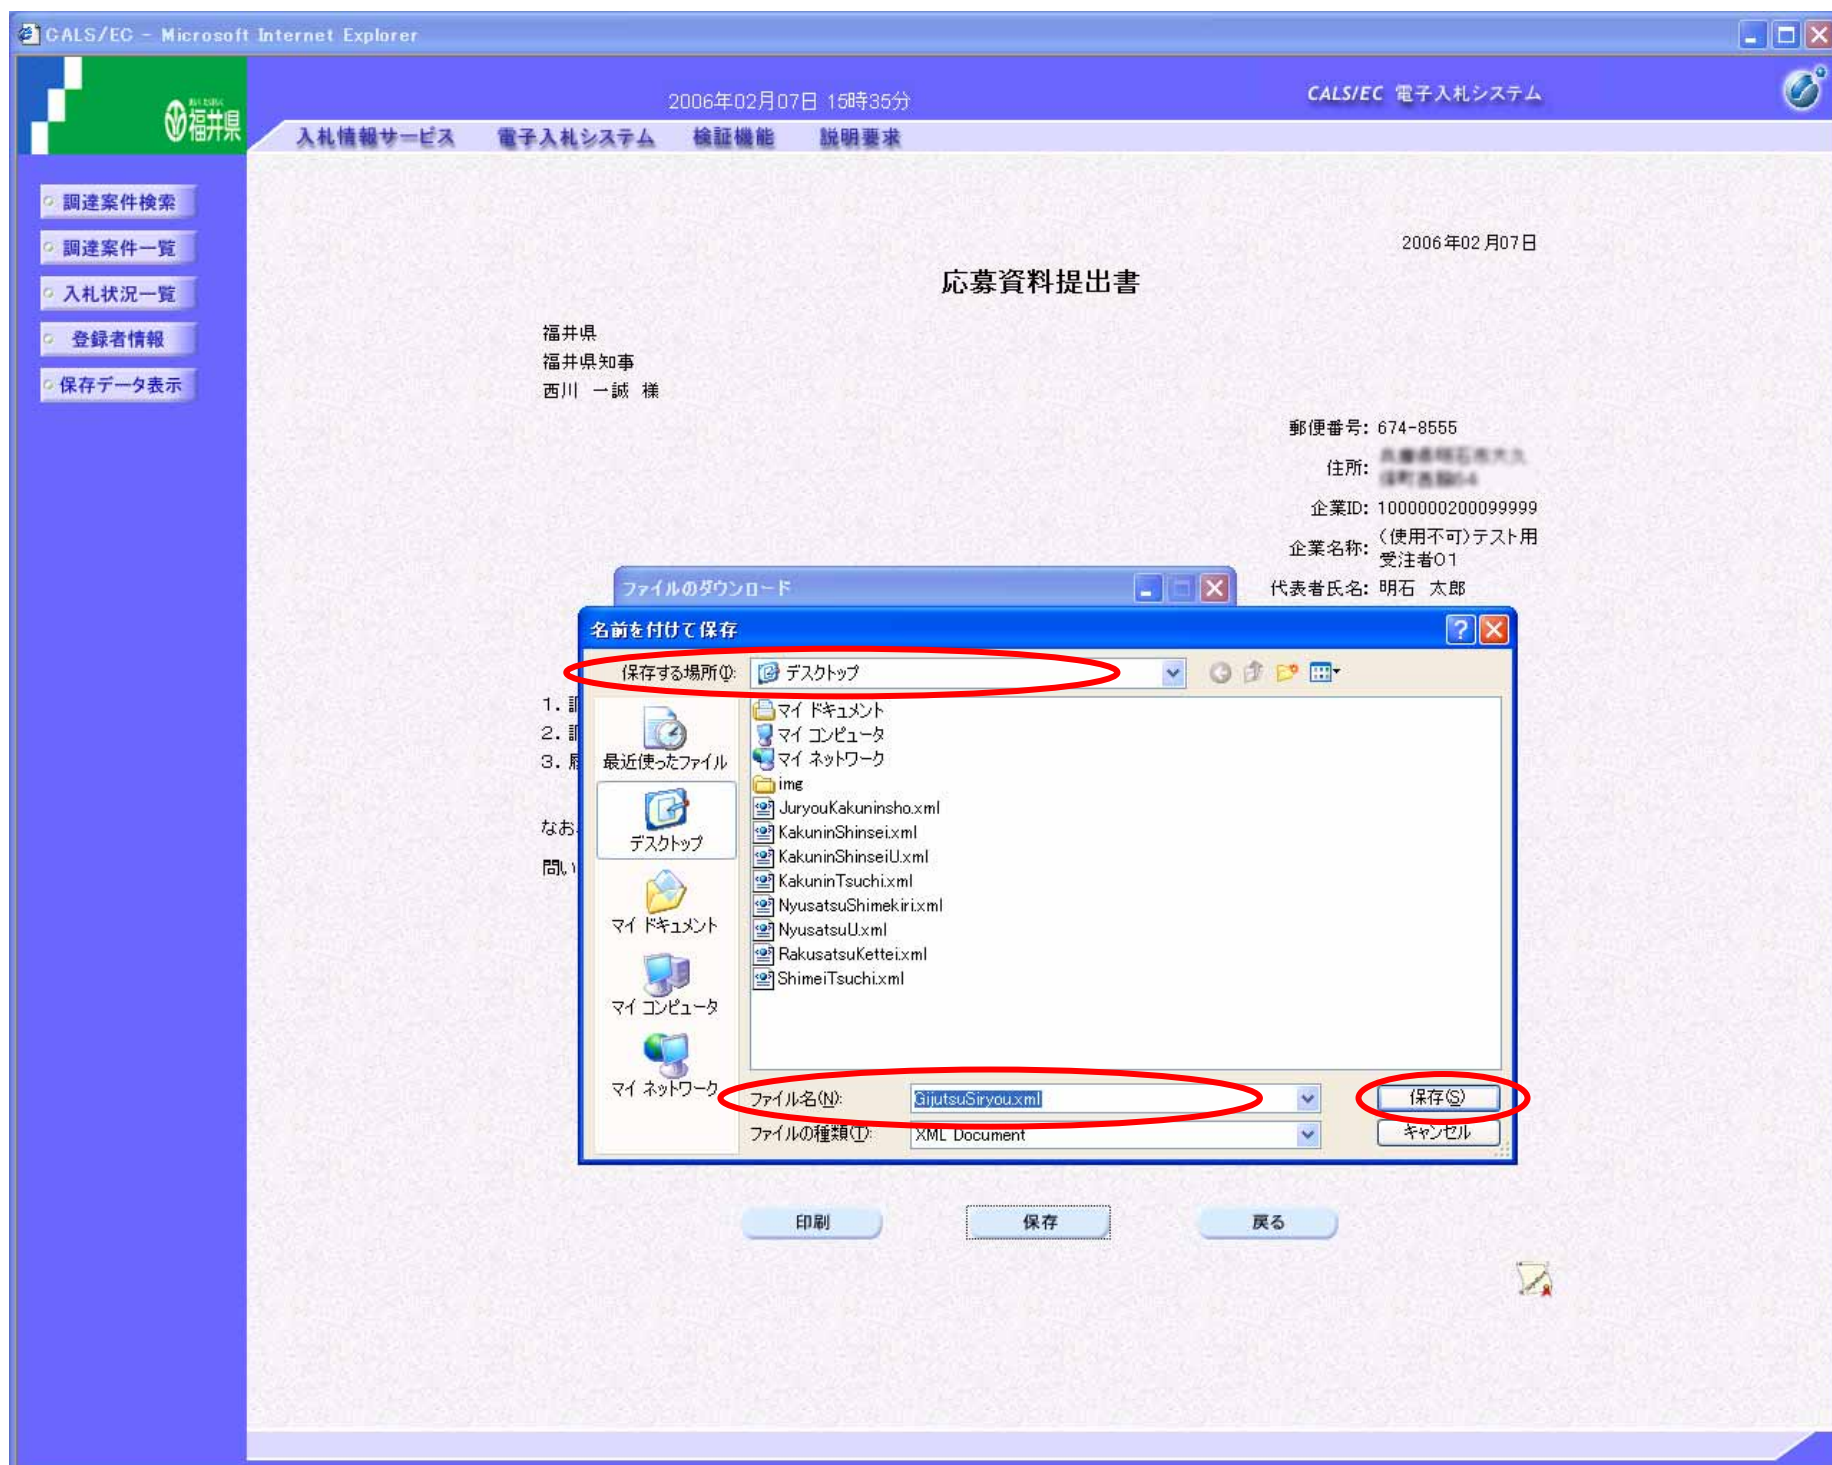 CALS/EC - Microsoft Internet Explorer
福井県
2006年02月07日 15時35分
CALS/EC 電子入札システム
入札情報サービス 電子入札システム 検証機能 説明要求
調達案件検索
調達案件一覧
入札状況一覧
登録者情報
保存データ表示
2006年02月07日
応募資料提出書
福井県
福井県知事
西川 一誠 様
郵便番号: 674-8555
住所:
企業ID: 1000000200099999
企業名称: (使用不可)テスト用
受注者01
代表者氏名: 明石 太郎
ファイルのダウンロード
名前を付けて保存
保存する場所(I): デスクトップ
1.
2.
3.
なお
問い
最近使ったファイル
デスクトップ
マイ ドキュメント
マイ コンピュータ
マイ ネットワーク
マイ ドキュメント
マイ コンピュータ
マイ ネットワーク
img
JuryouKakuninsho.xml
KakuninShinsei.xml
KakuninShinseiU.xml
KakuninTsuchi.xml
NyusatsuShimekiri.xml
NyusatsuU.xml
RakusatsuKettei.xml
ShimeiTsuchi.xml
ファイル名(N): GijutsuSiryou.xml 保存(S)
ファイルの種類(T): XML Document キャンセル
印刷 保存 戻る